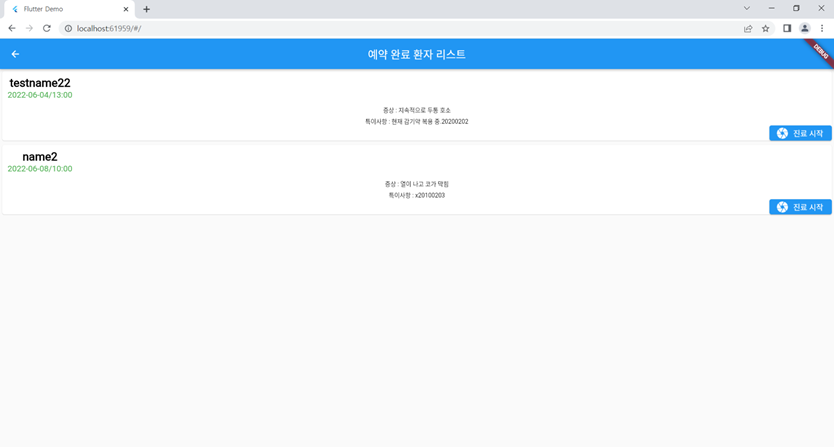 Flutter Demo
localhost:61959/#/
예약 완료 환자 리스트
DEBUG
testname22
2022-06-04/13:00
증상 : 지속적으로 두통 호소
특이사항 : 현재 감기약 복용 중 20200202
진료 시작
name2
2022-06-08/10:00
증상 : 열이 나고 코가 막힘
특이사항 : x20100203
진료 시작